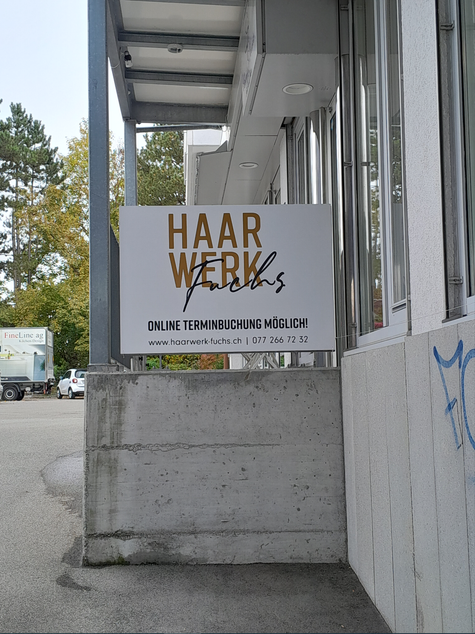 HAAR
WERK
Fuchs
ONLINE TERMINBUCHUNG MÖGLICH!
www.haarwerk-fuchs.ch | 077 266 72 32
FineLine ag